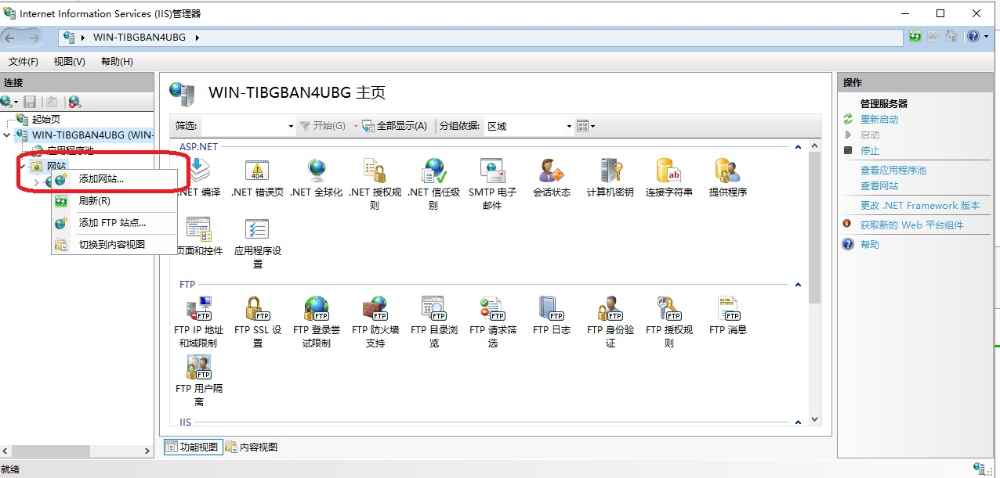 Internet Information Services (IIS)管理器
WIN-TIBGBAN4UBG
文件(F) 视图(V) 帮助(H)
连接
起始页
WIN-TIBGBAN4UBG (WIN-
应用程序池
网站
添加网站...
刷新(R)
添加 FTP 站点...
切换到内容视图
WIN-TIBGBAN4UBG 主页
筛选: 开始(G) 全部显示(A) 分组依据: 区域
ASP.NET
.NET 编译
.NET 错误页
.NET 全球化
.NET 授权规
则
.NET 信任级
别
SMTP 电子
邮件
会话状态
计算机密钥
连接字符串
提供程序
页面和控件
应用程序设
置
FTP
FTP IP 地址
和域限制
FTP SSL 设
置
FTP 登录尝
试限制
FTP 防火墙
支持
FTP 目录浏
览
FTP 请求筛
选
FTP 日志
FTP 身份验
证
FTP 授权规
则
FTP 消息
FTP 用户隔
离
IIS
功能视图 内容视图
操作
管理服务器
重新启动
启动
停止
查看应用程序池
查看网站
更改 .NET Framework 版本
获取新的 Web 平台组件
帮助
就绪